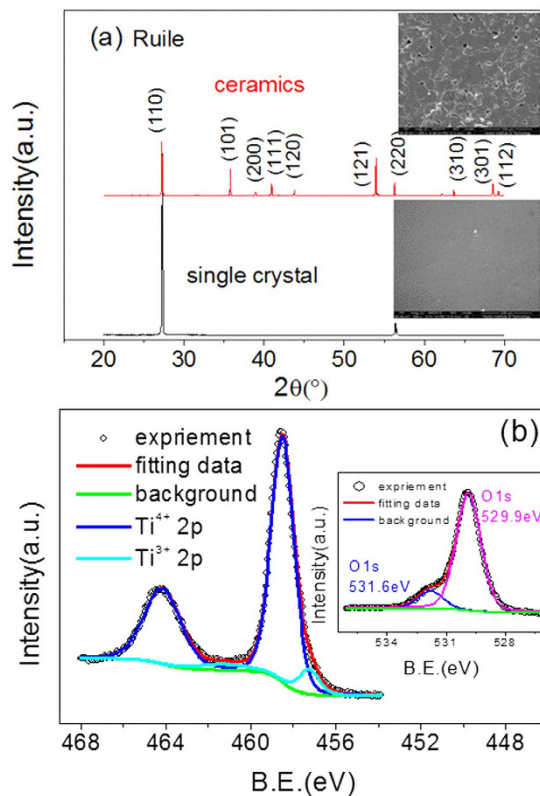 (a) Ruile
ceramics
(110)
(101)
(200)
(111)
(120)
(121)
(220)
(310)
(301)
(112)
single crystal
Intensity(a.u.)
20 30 40 50 60 70
2θ(°)
(b)
expriement
fitting data
background
Ti4+ 2p
Ti3+ 2p
expriement
fitting data
background
O1s
529.9eV
O1s
531.6eV
Intensity(a.u.)
534 531 528
B.E.(eV)
Intensity(a.u.)
468 464 460 456 452 448
B.E.(eV)